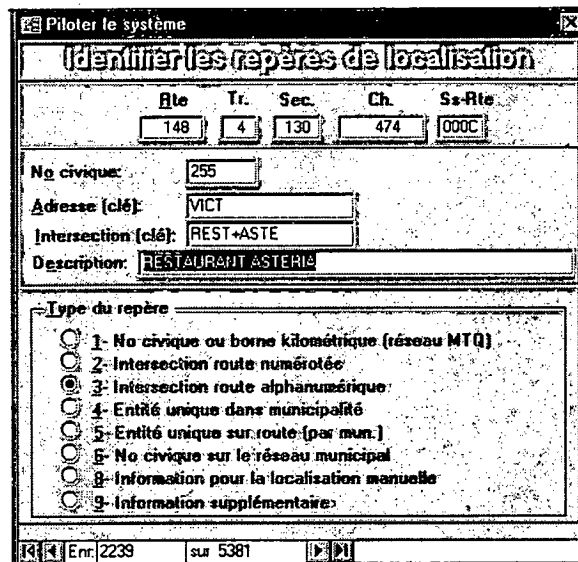 Piloter le système
Identifier les repères de localisation
Rte Tr. Sec. Ch. Ss-Rte
148 4 130 474 000C
No civique: 255
Adresse (clé): VICT
Intersection (clé): REST+ASTE
Description: RESTAURANT ASTERIA
Type du repère
1- No civique ou borne kilométrique (réseau MTQ)
2- Intersection route numérotée
3- Intersection route alphanumérique
4- Entité unique dans municipalité
5- Entité unique sur route (par mun.)
6- No civique sur le réseau municipal
8- Information pour la localisation manuelle
9- Information supplémentaire
Enr: 2239 sur 5381